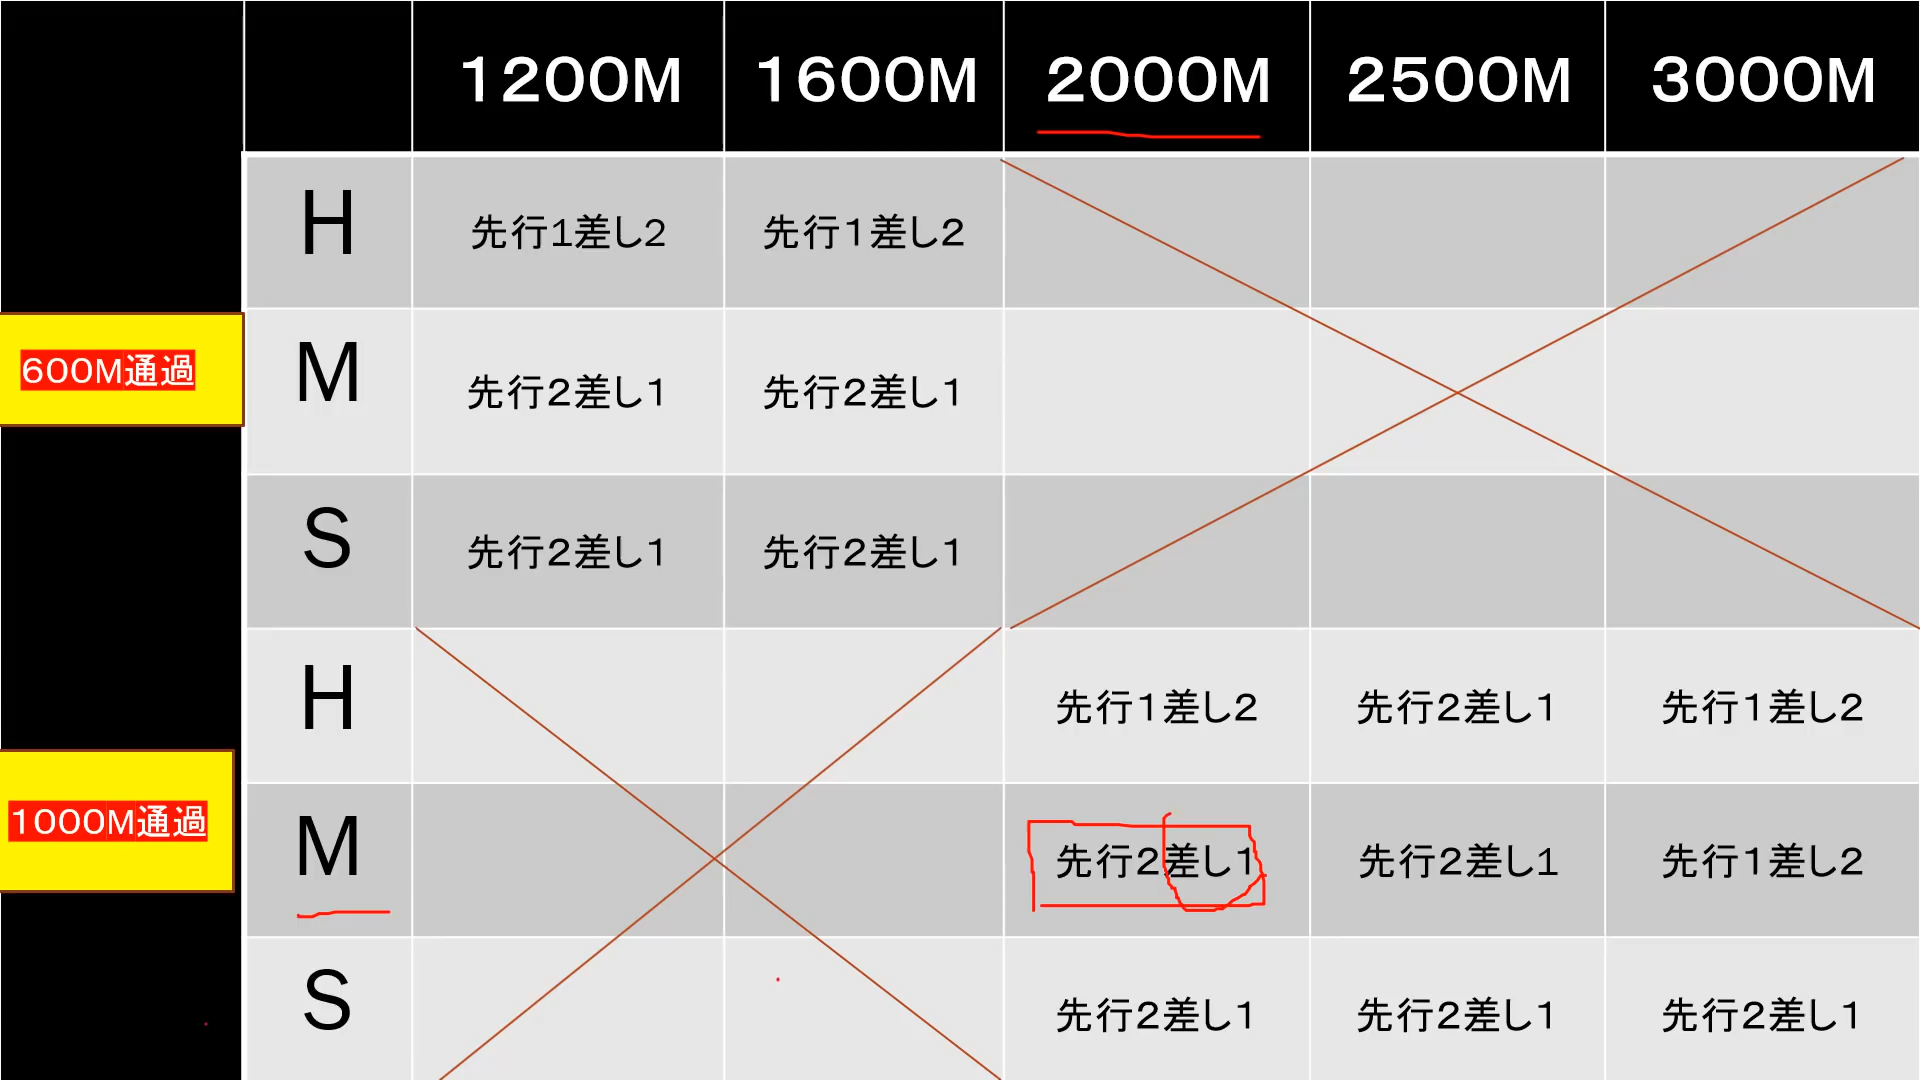 1200M 1600M 2000M 2500M 3000M
H 先行1差し2 先行1差し2
600M通過 M 先行2差し1 先行2差し1
S 先行2差し1 先行2差し1
H 先行1差し2 先行2差し1 先行1差し2
1000M通過 M 先行2差し1 先行2差し1 先行1差し2
S 先行2差し1 先行2差し1 先行2差し1